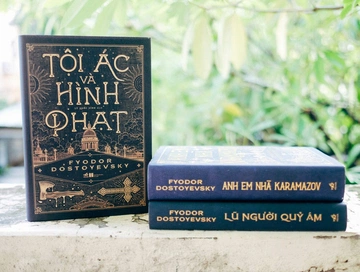 TỘI ÁC
VÀ
HÌNH
PHẠT
FYODOR
DOSTOYEVSKY
FYODOR
DOSTOYEVSKY
ANH EM NHÀ KARAMAZOV
FYODOR
DOSTOYEVSKY
LŨ NGƯỜI QUỶ ÁM